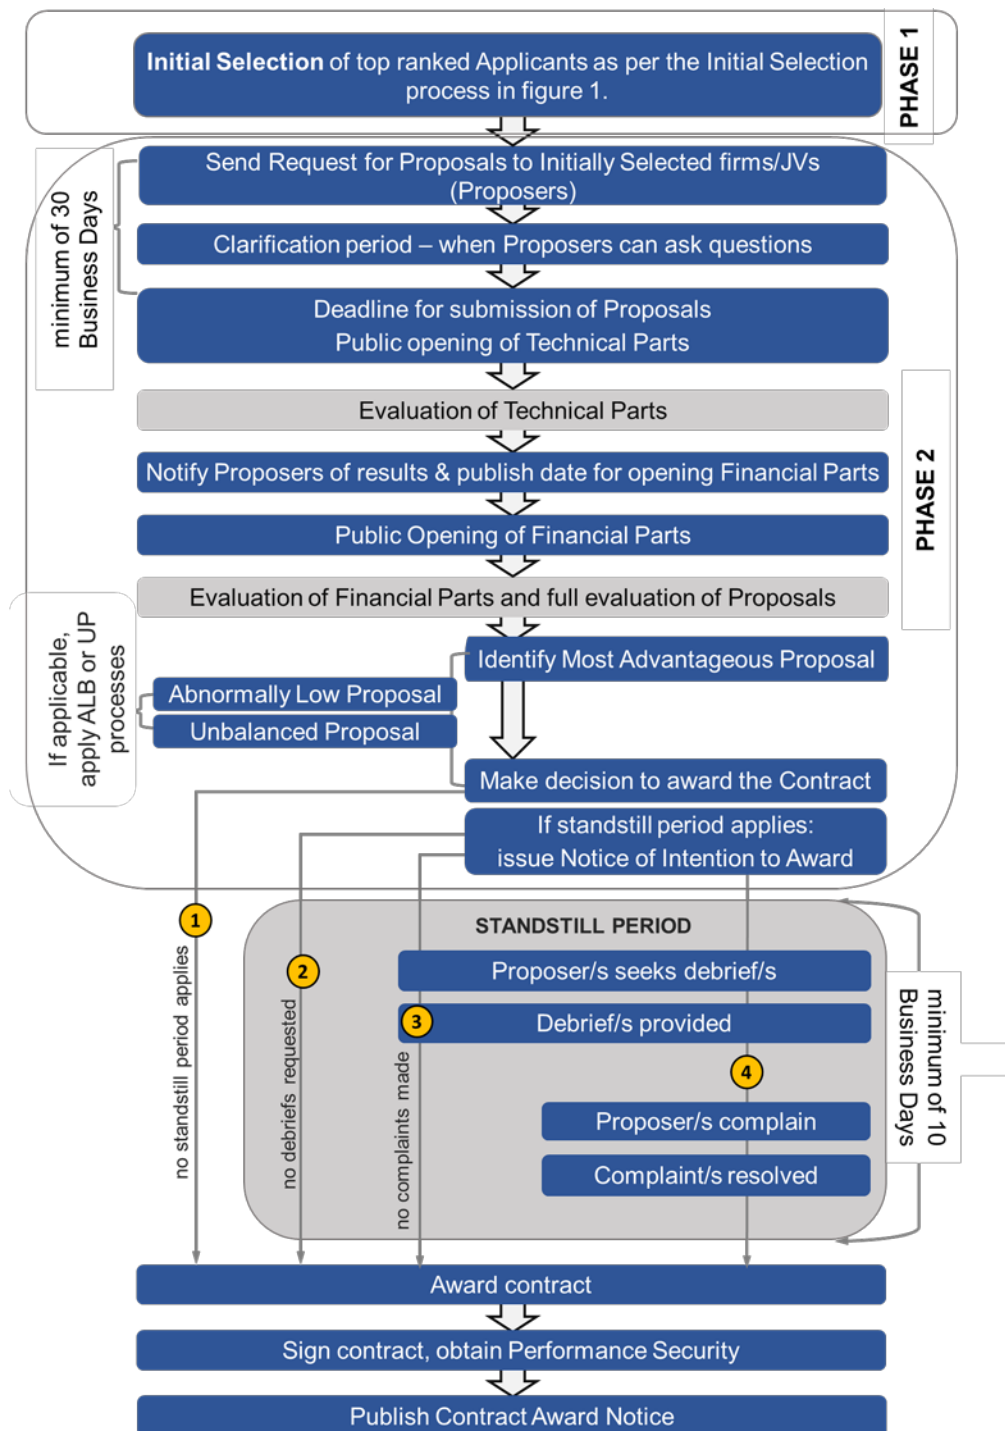 PHASE 1
Initial Selection of top ranked Applicants as per the Initial Selection
process in figure 1.
minimum of 30
Business Days
Send Request for Proposals to Initially Selected firms/JVs
(Proposers)
Clarification period – when Proposers can ask questions
Deadline for submission of Proposals
Public opening of Technical Parts
Evaluation of Technical Parts
PHASE 2
Notify Proposers of results & publish date for opening Financial Parts
Public Opening of Financial Parts
Evaluation of Financial Parts and full evaluation of Proposals
If applicable,
apply ALB or UP
processes
Identify Most Advantageous Proposal
Abnormally Low Proposal
Unbalanced Proposal
Make decision to award the Contract
If standstill period applies:
issue Notice of Intention to Award
1
no standstill period applies
STANDSTILL PERIOD
2
no debriefs requested
Proposer/s seeks debrief/s
3
Debrief/s provided
no complaints made
4
Proposer/s complain
Complaint/s resolved
minimum of 10
Business Days
Award contract
Sign contract, obtain Performance Security
Publish Contract Award Notice